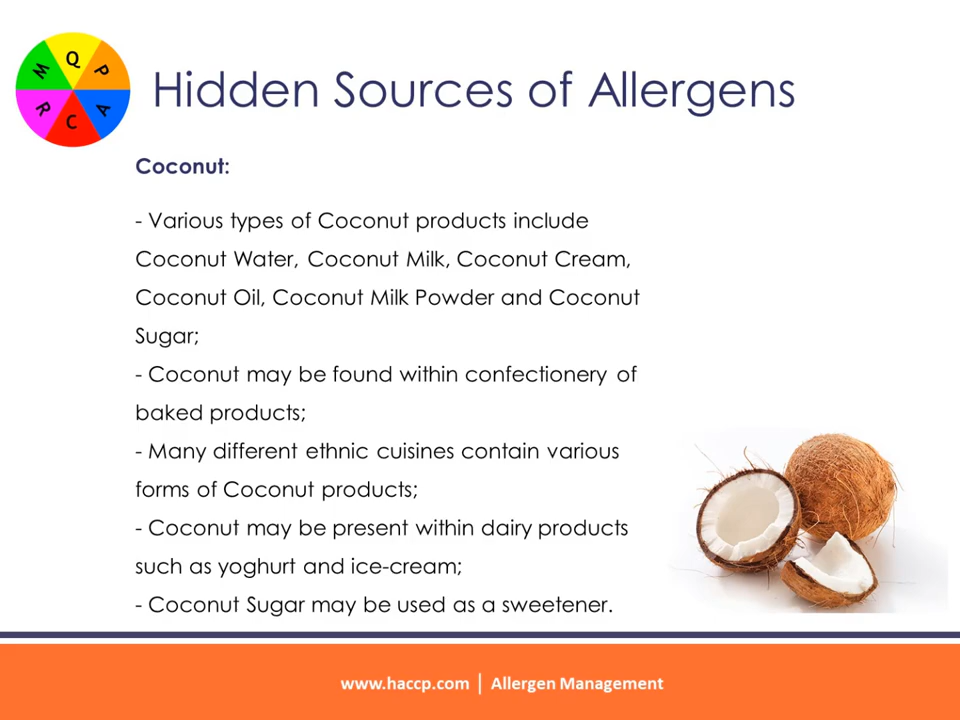 Q
P
A
C
R
M
Hidden Sources of Allergens
Coconut:
- Various types of Coconut products include
Coconut Water, Coconut Milk, Coconut Cream,
Coconut Oil, Coconut Milk Powder and Coconut
Sugar;
- Coconut may be found within confectionery of
baked products;
- Many different ethnic cuisines contain various
forms of Coconut products;
- Coconut may be present within dairy products
such as yoghurt and ice-cream;
- Coconut Sugar may be used as a sweetener.
www.haccp.com | Allergen Management